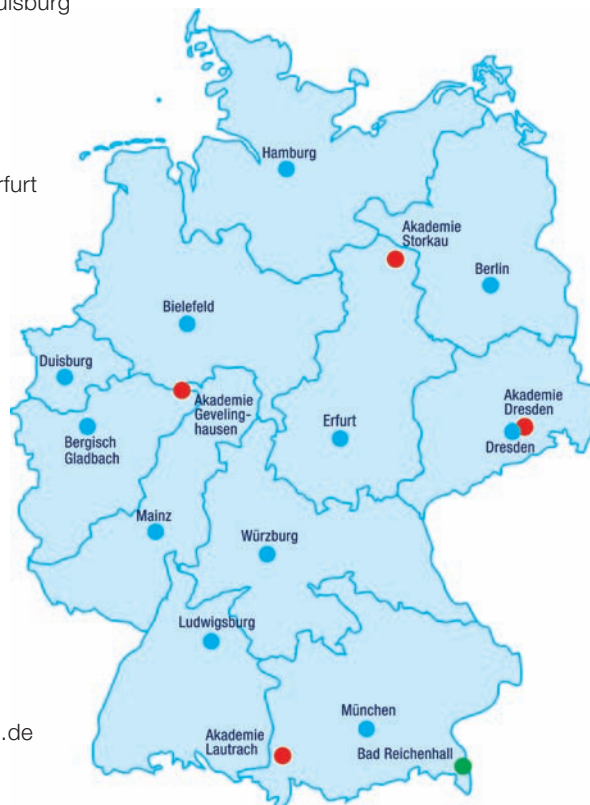 uisburg
Hamburg
rfurt
Akademie
Storkau
Berlin
Bielefeld
Duisburg
Akademie
Geveling-
hausen
Bergisch
Gladbach
Erfurt
Akademie
Dresden
Dresden
Mainz
Würzburg
Ludwigsburg
München
.de
Akademie
Lautrach
Bad Reichenhall